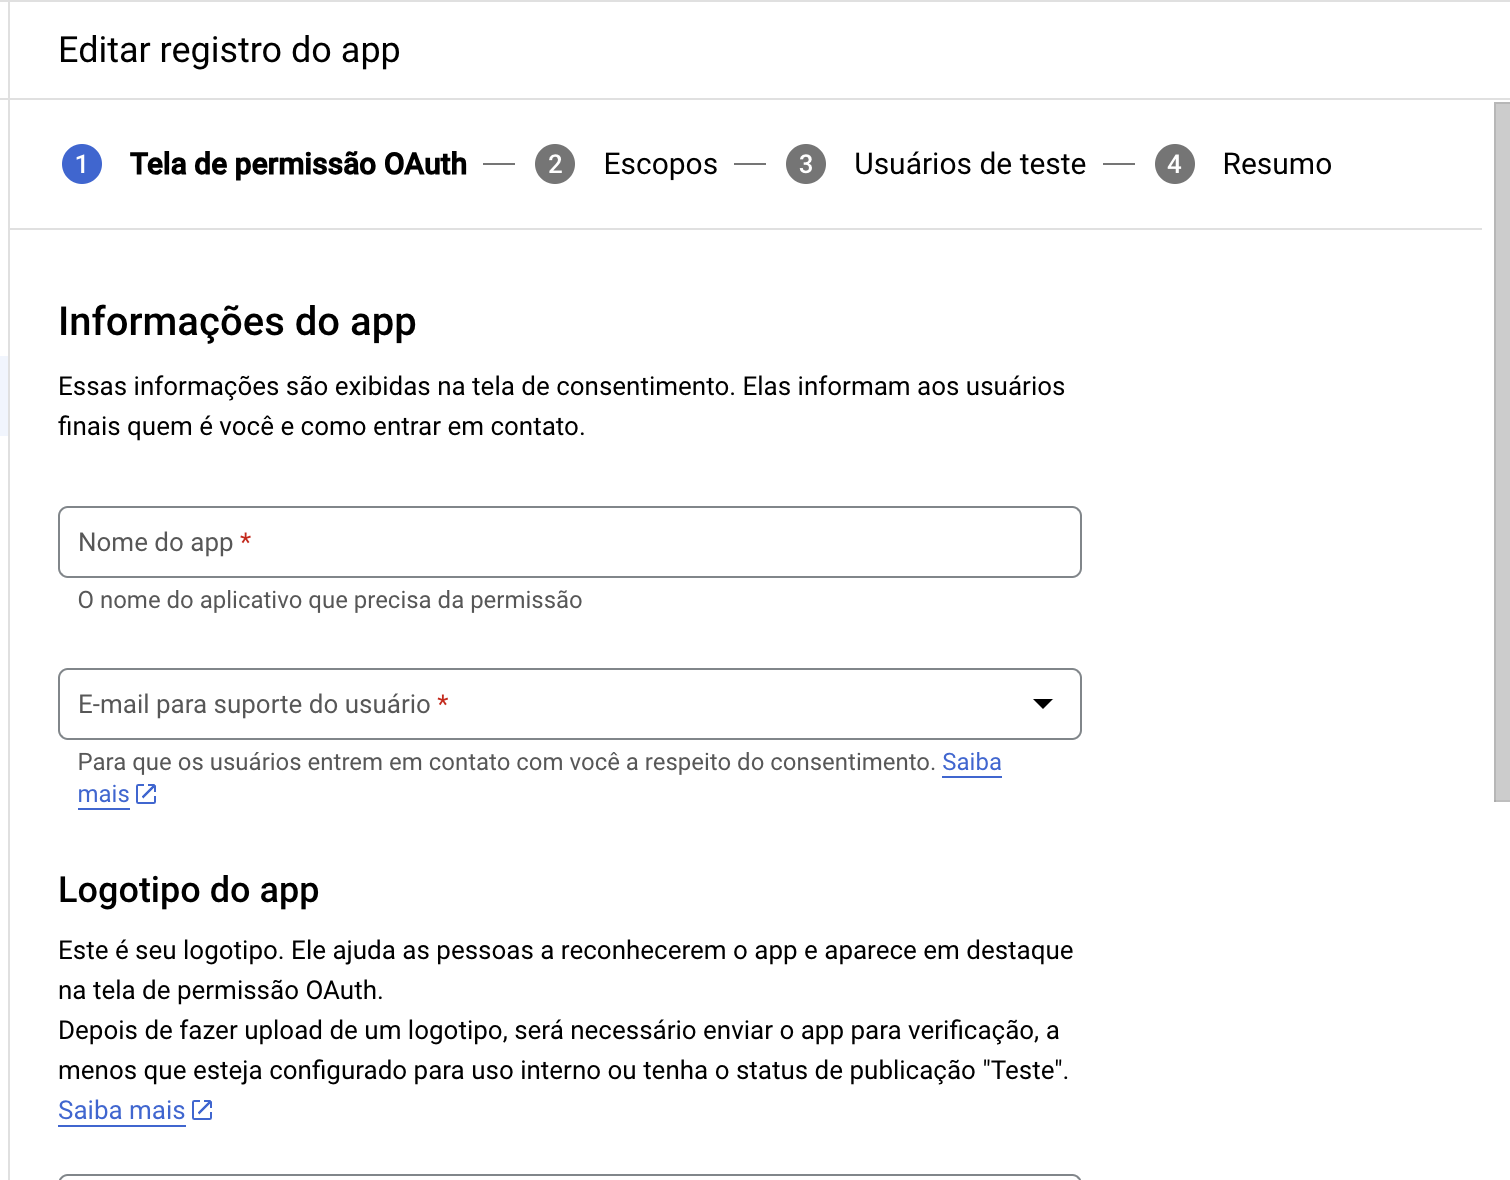 Editar registro do app
1 Tela de permissão OAuth — 2 Escopos — 3 Usuários de teste — 4 Resumo
Informações do app
Essas informações são exibidas na tela de consentimento. Elas informam aos usuários
finais quem é você e como entrar em contato.
Nome do app *
O nome do aplicativo que precisa da permissão
E-mail para suporte do usuário *
Para que os usuários entrem em contato com você a respeito do consentimento. Saiba
mais
Logotipo do app
Este é seu logotipo. Ele ajuda as pessoas a reconhecerem o app e aparece em destaque
na tela de permissão OAuth.
Depois de fazer upload de um logotipo, será necessário enviar o app para verificação, a
menos que esteja configurado para uso interno ou tenha o status de publicação "Teste".
Saiba mais